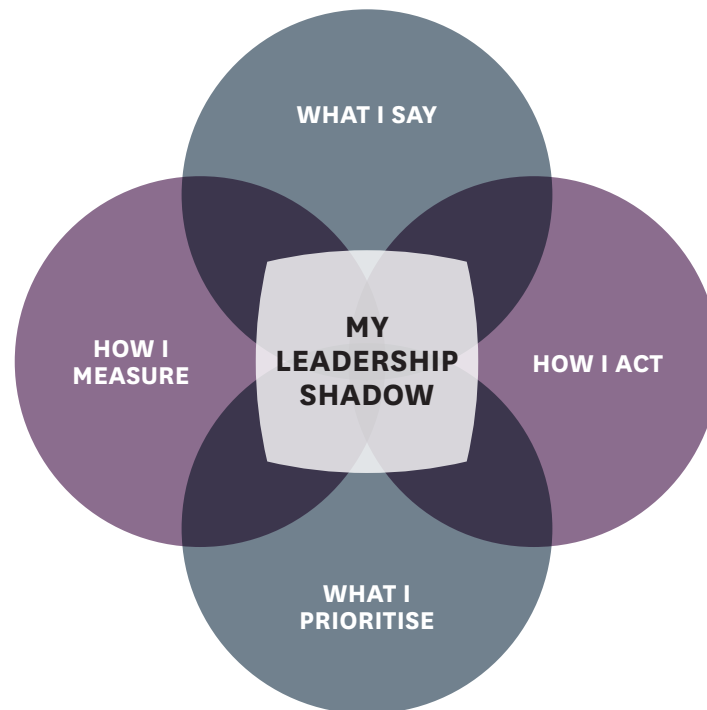 WHAT I SAY
HOW I
MEASURE
MY
LEADERSHIP
SHADOW
HOW I ACT
WHAT I
PRIORITISE